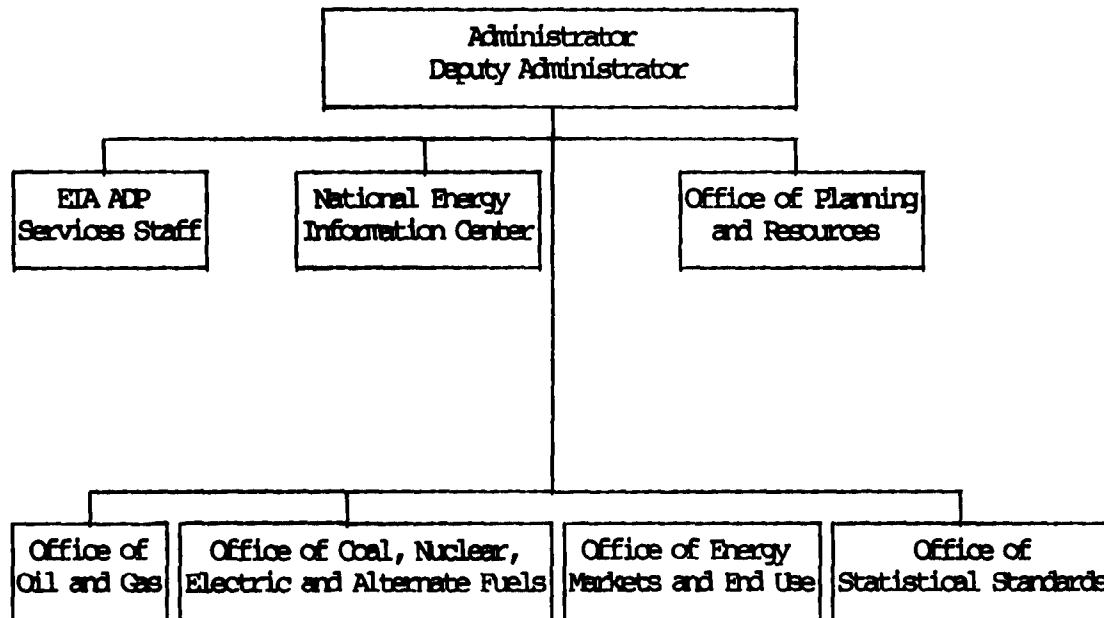 Administrator
Deputy Administrator
EIA ADP
Services Staff
National Energy
Information Center
Office of Planning
and Resources
Office of
Oil and Gas
Office of Coal, Nuclear,
Electric and Alternate Fuels
Office of Energy
Markets and End Use
Office of
Statistical Standards